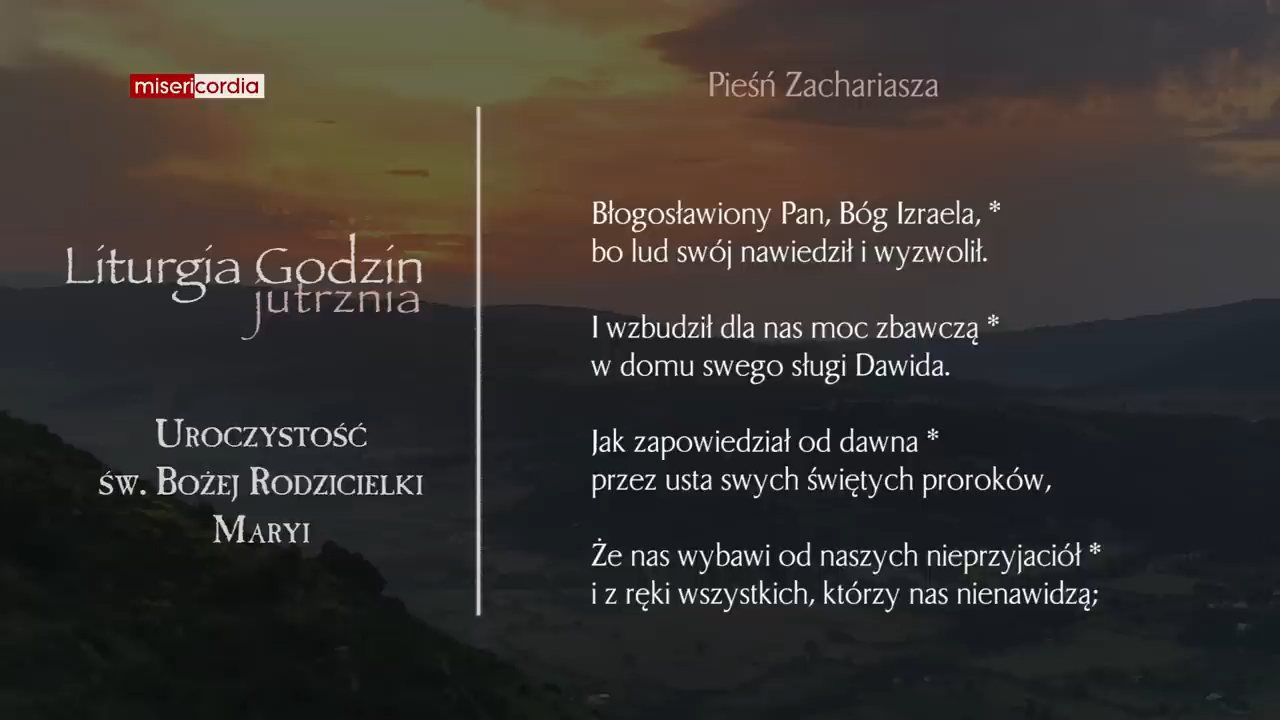 misericordia
Liturgia Godzin
jutrznia
Uroczystość
św. Bożej Rodzicielki
Maryi
Pieśń Zachariasza
Błogosławiony Pan, Bóg Izraela, *
bo lud swój nawiedził i wyzwolił.
I wzbudził dla nas moc zbawczą *
w domu swego sługi Dawida.
Jak zapowiedział od dawna *
przez usta swych świętych proroków,
Że nas wybawi od naszych nieprzyjaciół *
i z ręki wszystkich, którzy nas nienawidzą;